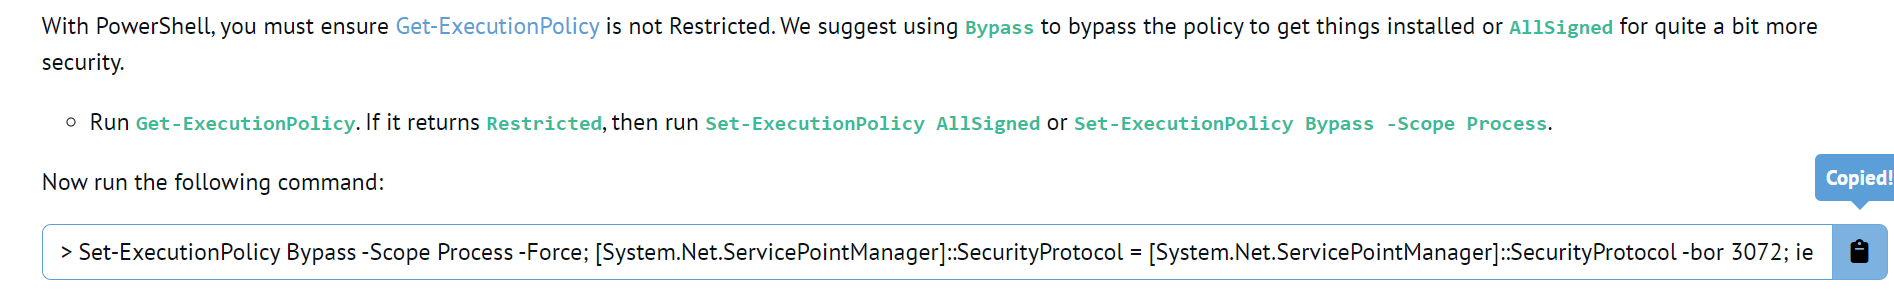 With PowerShell, you must ensure Get-ExecutionPolicy is not Restricted. We suggest using Bypass to bypass the policy to get things installed or AllSigned for quite a bit more
security.
Run Get-ExecutionPolicy. If it returns Restricted, then run Set-ExecutionPolicy AllSigned or Set-ExecutionPolicy Bypass -Scope Process.
Now run the following command:
Copied!
> Set-ExecutionPolicy Bypass -Scope Process -Force; [System.Net.ServicePointManager]::SecurityProtocol = [System.Net.ServicePointManager]::SecurityProtocol -bor 3072; ie